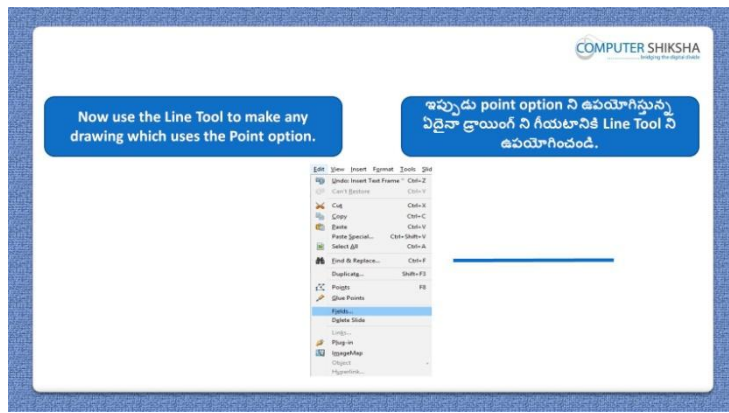 COMPUTER SHIKSHA
bridging the digital divide
Now use the Line Tool to make any
drawing which uses the Point option.
ఇప్పుడు point option ని ఉపయోగిస్తున్న
ఏదైనా డ్రాయింగ్ ని గీయటానికి Line Tool ని
ఉపయోగించండి.
Edit View Insert Format Tools Slid
Undo: Insert Text Frame " Ctrl+Z
Can't Restore Ctrl+Y
Cut Ctrl+X
Copy Ctrl+C
Paste Ctrl+V
Paste Special... Ctrl+Shift+V
Select All Ctrl+A
Find & Replace... Ctrl+F
Duplicate... Shift+F3
Points F8
Glue Points
Fields...
Delete Slide
Links...
Plug-in
ImageMap
Object
Hyperlink...